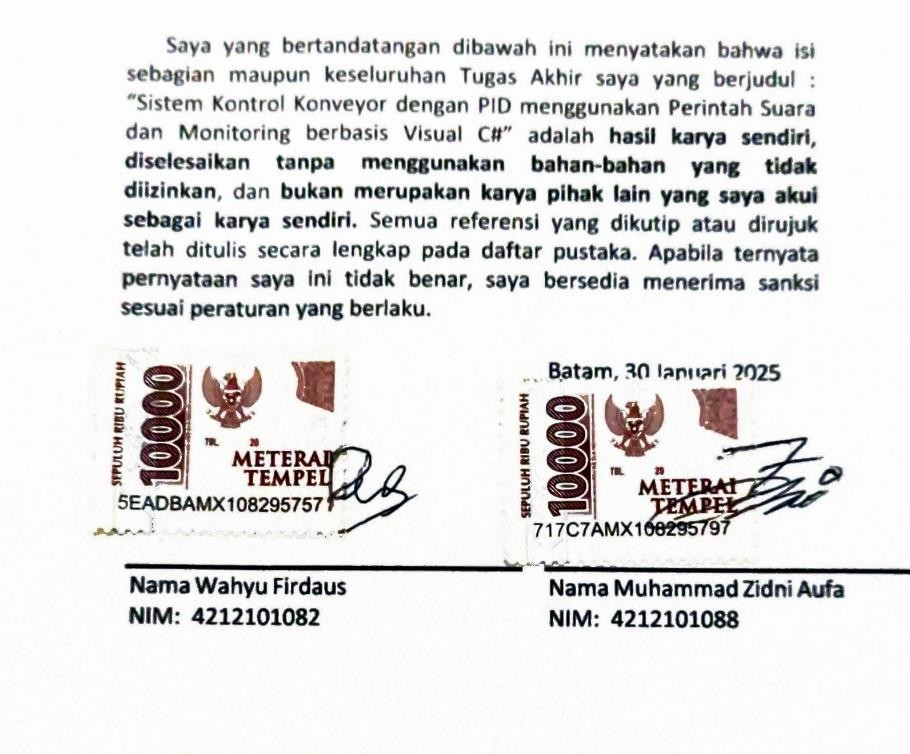 Saya yang bertandatangan dibawah ini menyatakan bahwa isi
sebagian maupun keseluruhan Tugas Akhir saya yang berjudul :
"Sistem Kontrol Konveyor dengan PID menggunakan Perintah Suara
dan Monitoring berbasis Visual C#" adalah hasil karya sendiri,
diselesaikan tanpa menggunakan bahan-bahan yang tidak
diizinkan, dan bukan merupakan karya pihak lain yang saya akui
sebagai karya sendiri. Semua referensi yang dikutip atau dirujuk
telah ditulis secara lengkap pada daftar pustaka. Apabila ternyata
pernyataan saya ini tidak benar, saya bersedia menerima sanksi
sesuai peraturan yang berlaku.
Batam, 30 Januari 2025
SEPULUH RIBU RUPIAH
10000
TGL. 20
METERAI
TEMPEL
5EADBAMX108295757
SEPULUH RIBU RUPIAH
10000
TGL. 20
METERAI
TEMPEL
717C7AMX108295797
Nama Wahyu Firdaus
NIM: 4212101082
Nama Muhammad Zidni Aufa
NIM: 4212101088